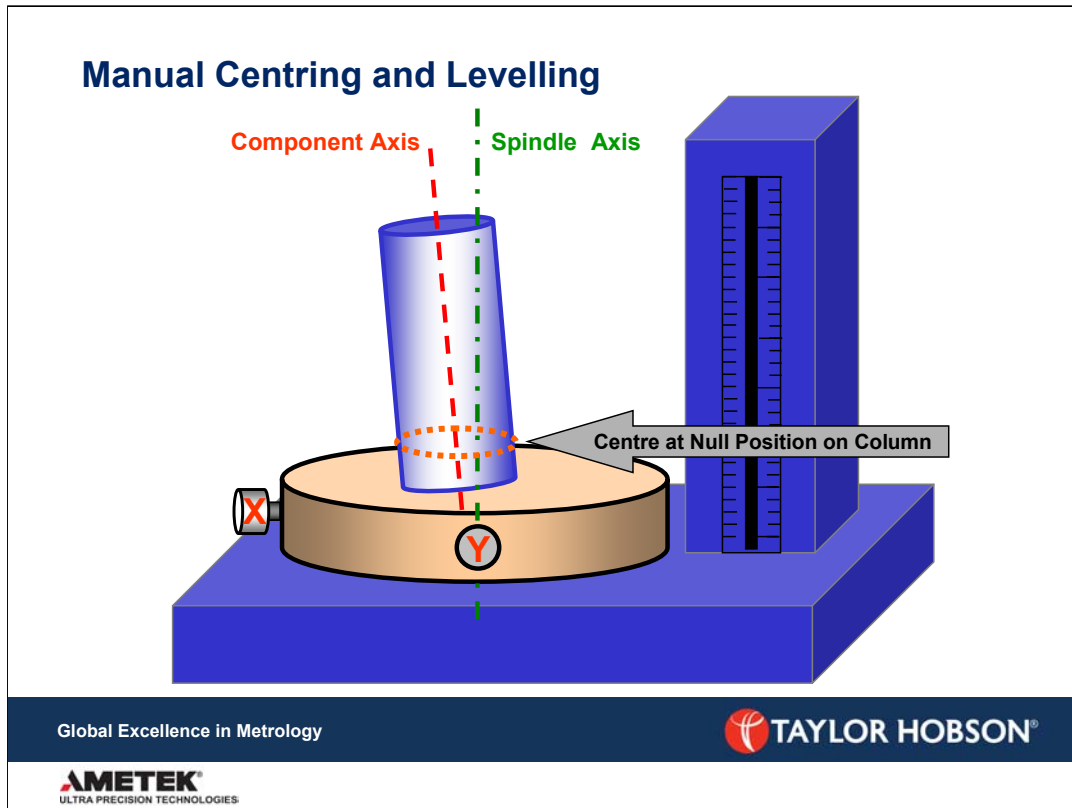 Manual Centring and Levelling
Component Axis
Spindle Axis
Centre at Null Position on Column
X
Y
Global Excellence in Metrology
TAYLOR HOBSON®
AMETEK®
ULTRA PRECISION TECHNOLOGIES